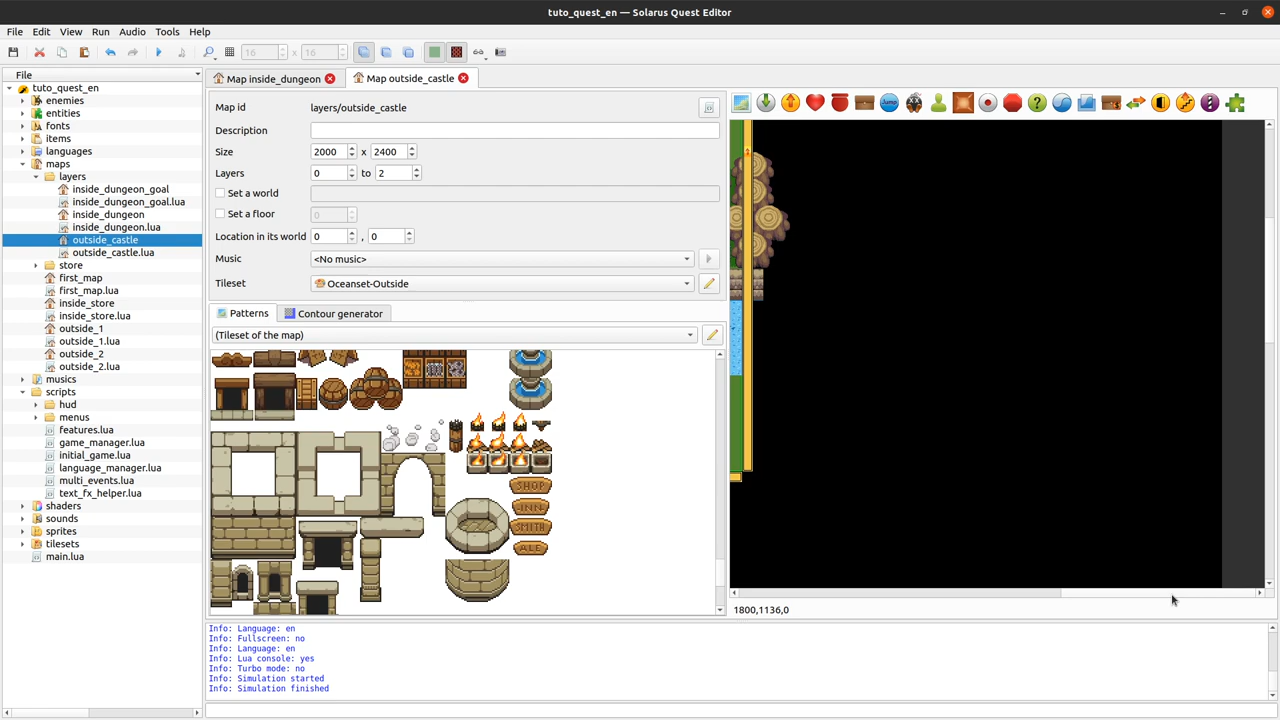 tuto_quest_en — Solarus Quest Editor
File Edit View Run Audio Tools Help
16 x 16
File
tuto_quest_en
enemies
entities
fonts
items
languages
maps
layers
inside_dungeon_goal
inside_dungeon_goal.lua
inside_dungeon
inside_dungeon.lua
outside_castle
outside_castle.lua
store
first_map
first_map.lua
inside_store
inside_store.lua
outside_1
outside_1.lua
outside_2
outside_2.lua
musics
scripts
hud
menus
features.lua
game_manager.lua
initial_game.lua
language_manager.lua
multi_events.lua
text_fx_helper.lua
shaders
sounds
sprites
tilesets
main.lua
Map inside_dungeon
Map outside_castle
Map id layers/outside_castle
Description
Size 2000 x 2400
Layers 0 to 2
Set a world
Set a floor 0
Location in its world 0 , 0
Music <No music>
Tileset Oceanset-Outside
Patterns Contour generator
(Tileset of the map)
SHOP
INN
SMITH
ALE
Jump
1800,1136,0
Info: Language: en
Info: Fullscreen: no
Info: Language: en
Info: Lua console: yes
Info: Turbo mode: no
Info: Simulation started
Info: Simulation finished